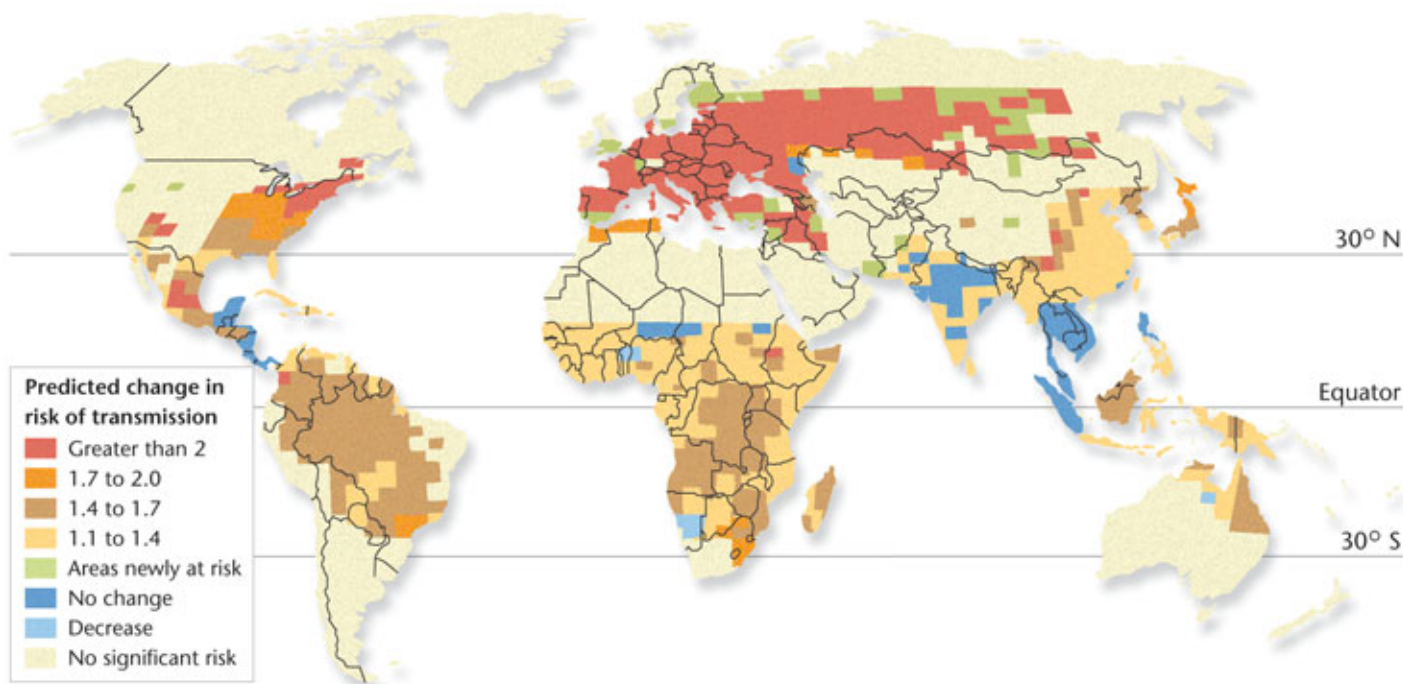 30° N
Equator
30° S
Predicted change in
risk of transmission
Greater than 2
1.7 to 2.0
1.4 to 1.7
1.1 to 1.4
Areas newly at risk
No change
Decrease
No significant risk